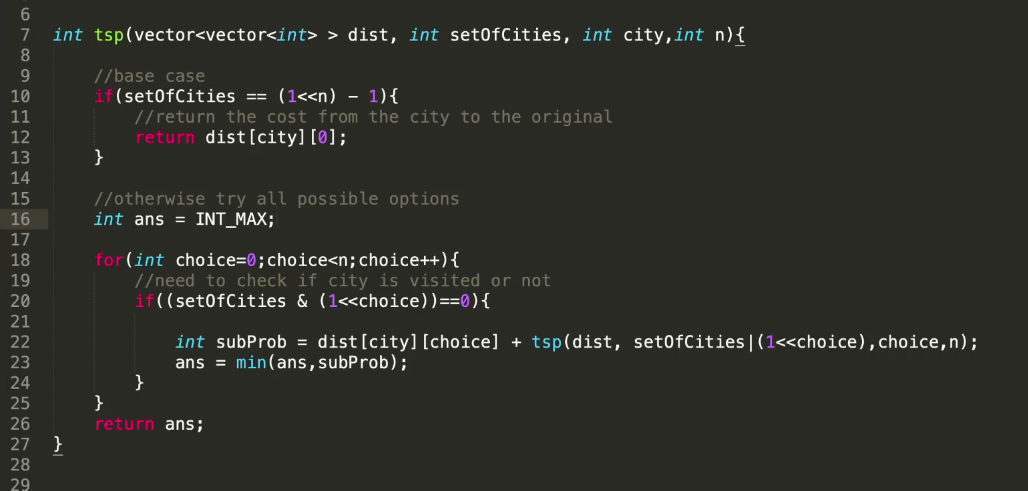 6
7 int tsp(vector<vector<int> > dist, int setOfCities, int city,int n){
8
9 //base case
10 if(setOfCities == (1<<n) - 1){
11 //return the cost from the city to the original
12 return dist[city][0];
13 }
14
15 //otherwise try all possible options
16 int ans = INT_MAX;
17
18 for(int choice=0;choice<n;choice++){
19 //need to check if city is visited or not
20 if((setOfCities & (1<<choice))==0){
21
22 int subProb = dist[city][choice] + tsp(dist, setOfCities|(1<<choice),choice,n);
23 ans = min(ans,subProb);
24 }
25 }
26 return ans;
27 }
28
29